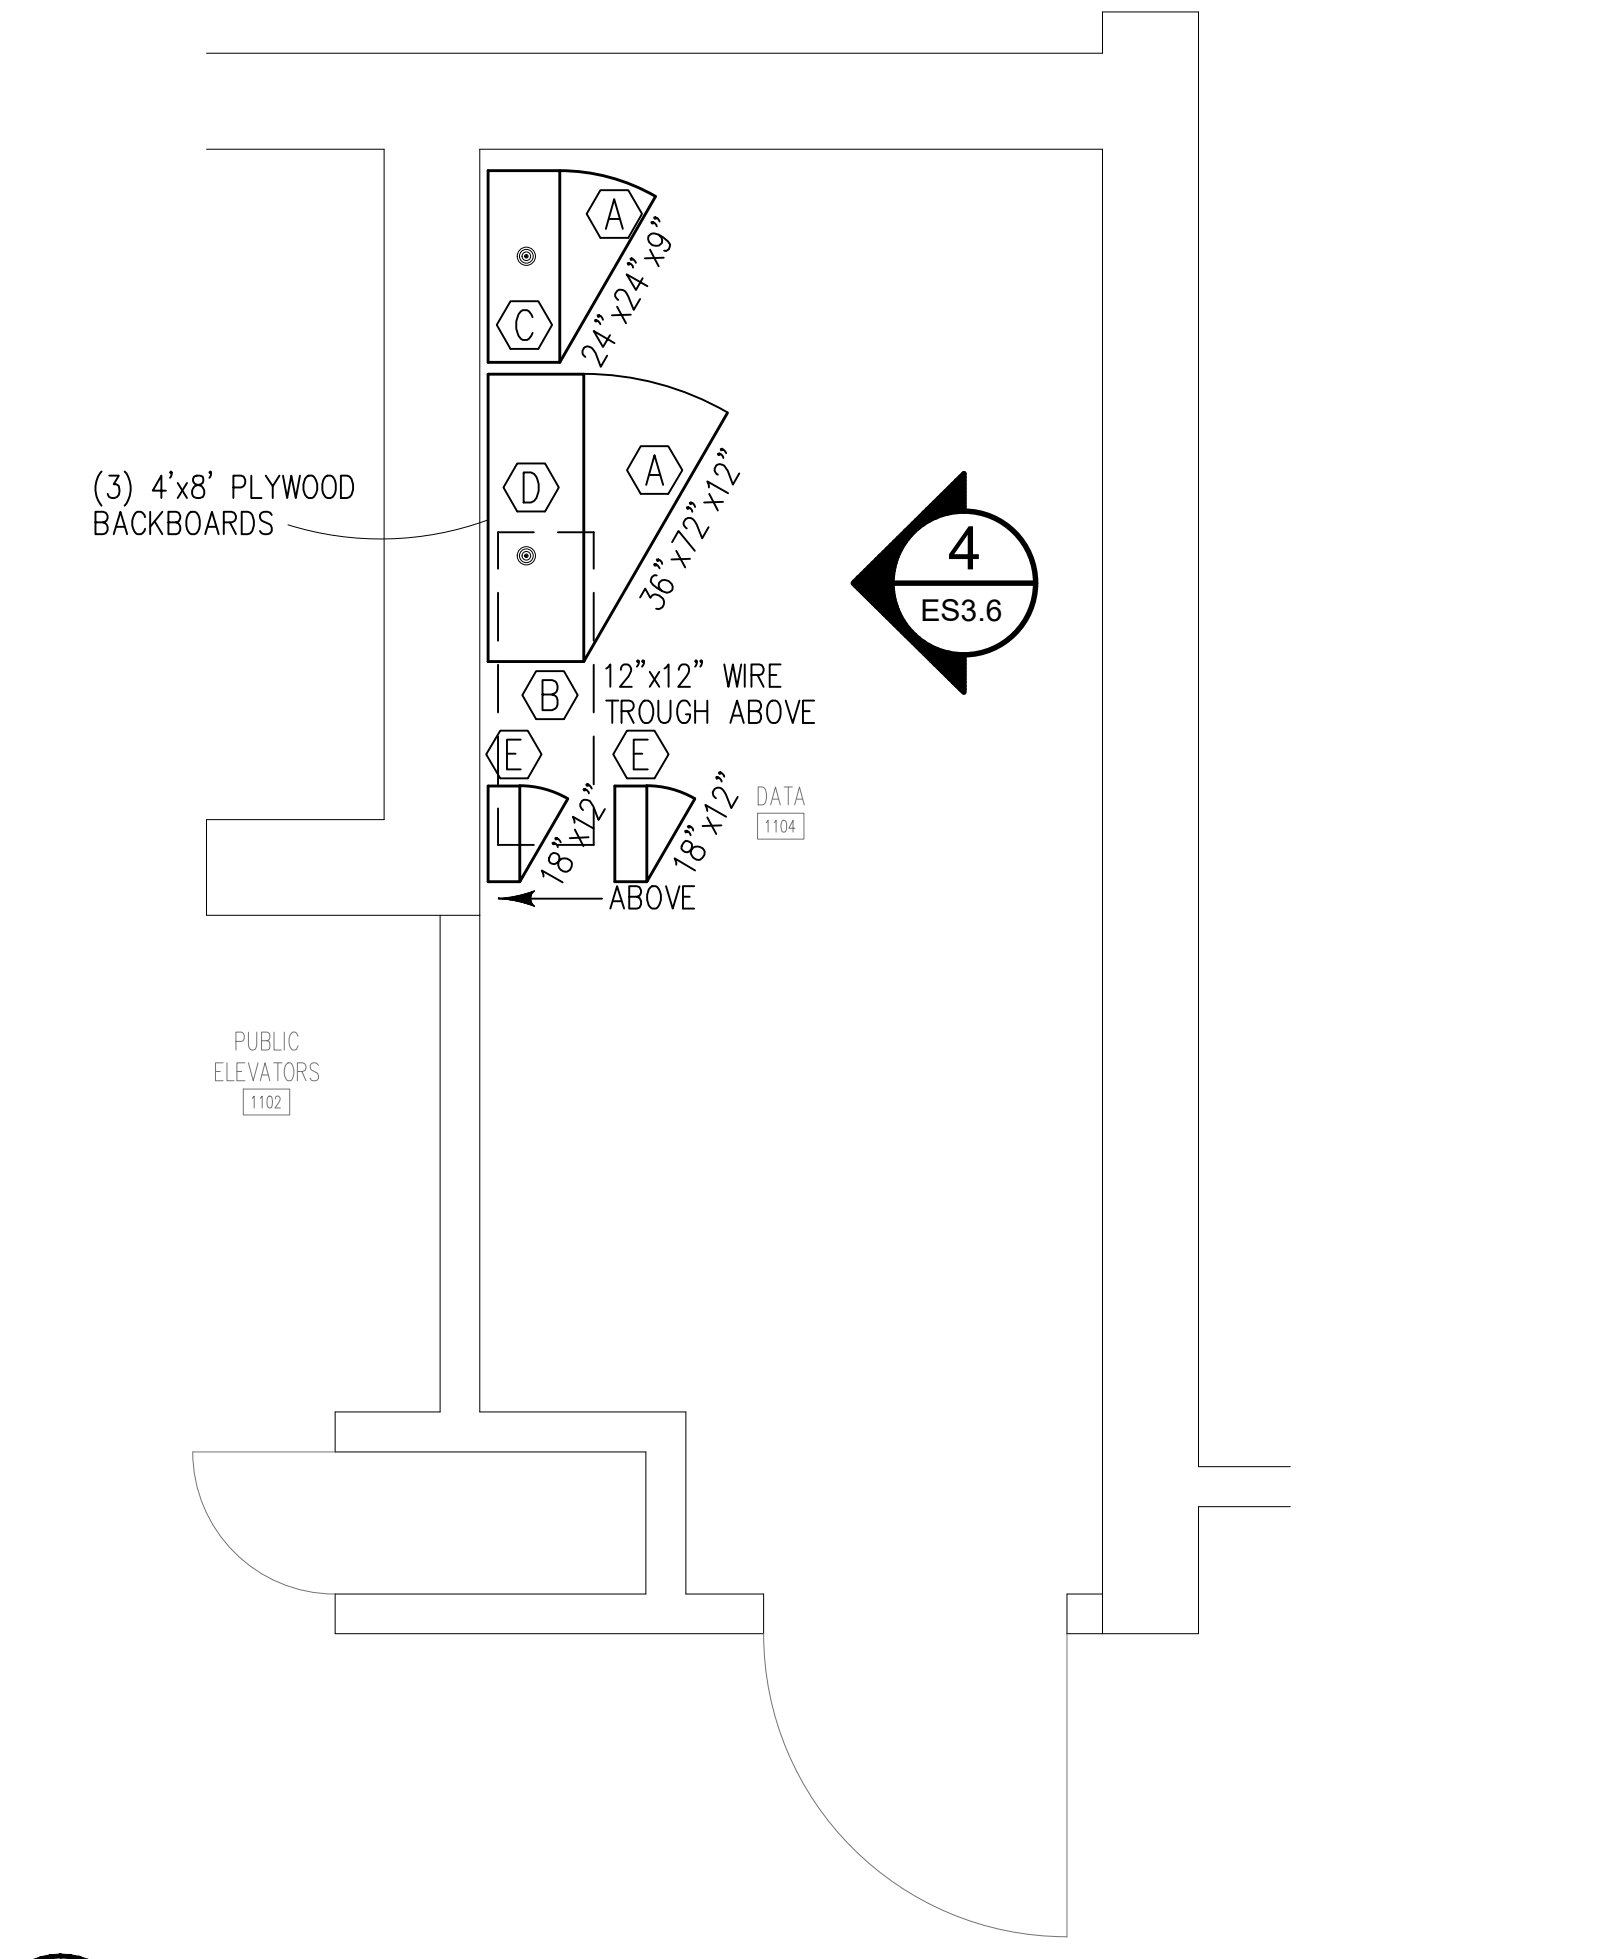 A
24”x24”x9”
C
(3) 4’x8’ PLYWOOD
BACKBOARDS
D
A
36”x72”x12”
4
ES3.6
B
12”x12” WIRE
TROUGH ABOVE
E
E
18”x12”
18”x12”
DATA
1104
ABOVE
PUBLIC
ELEVATORS
1102